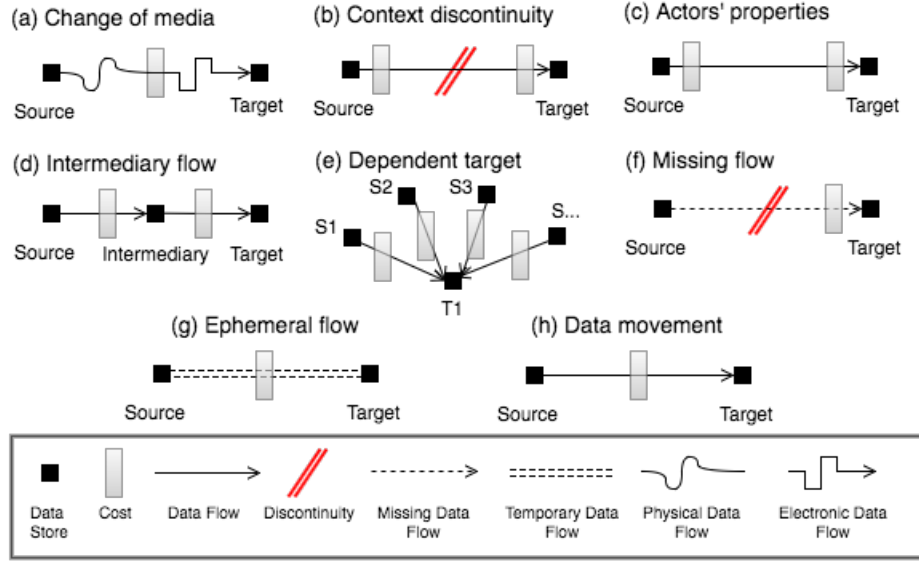 (a) Change of media
Source
Target
(b) Context discontinuity
Source
Target
(c) Actors' properties
Source
Target
(d) Intermediary flow
Source
Intermediary
Target
(e) Dependent target
S1
S2
S3
S...
T1
(f) Missing flow
Source
Target
(g) Ephemeral flow
Source
Target
(h) Data movement
Source
Target
Data
Store
Cost
Data Flow
Discontinuity
Missing Data
Flow
Temporary Data
Flow
Physical Data
Flow
Electronic Data
Flow